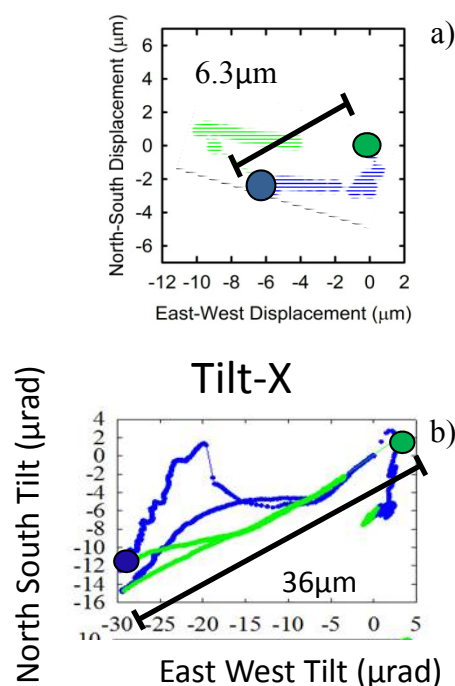 a)
6.3µm
North-South Displacement (µm)
6
4
2
0
-2
-4
-6
-12 -10 -8 -6 -4 -2 0 2
East-West Displacement (µm)
Tilt-X
b)
North South Tilt (µrad)
4
2
0
-2
-4
-6
-8
-10
-11
-14
-16
36µm
-30 -25 -20 -15 -10 -5 0 5
10
East West Tilt (µrad)